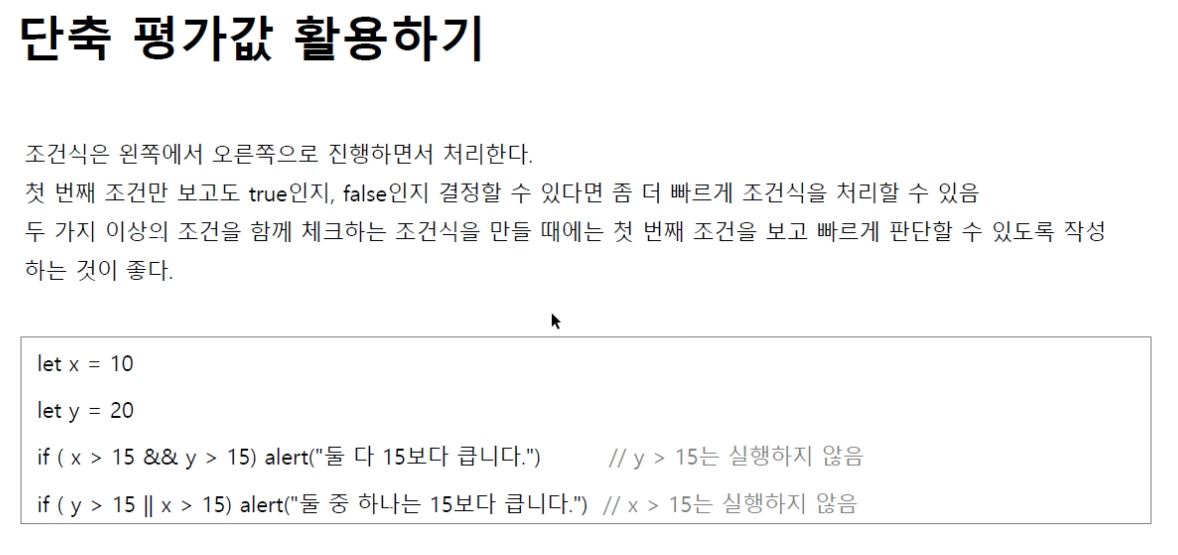 단축 평가값 활용하기
조건식은 왼쪽에서 오른쪽으로 진행하면서 처리한다.
첫 번째 조건만 보고도 true인지, false인지 결정할 수 있다면 좀 더 빠르게 조건식을 처리할 수 있음
두 가지 이상의 조건을 함께 체크하는 조건식을 만들 때에는 첫 번째 조건을 보고 빠르게 판단할 수 있도록 작성
하는 것이 좋다.
let x = 10
let y = 20
if ( x > 15 && y > 15) alert("둘 다 15보다 큽니다.") // y > 15는 실행하지 않음
if ( y > 15 || x > 15) alert("둘 중 하나는 15보다 큽니다.") // x > 15는 실행하지 않음